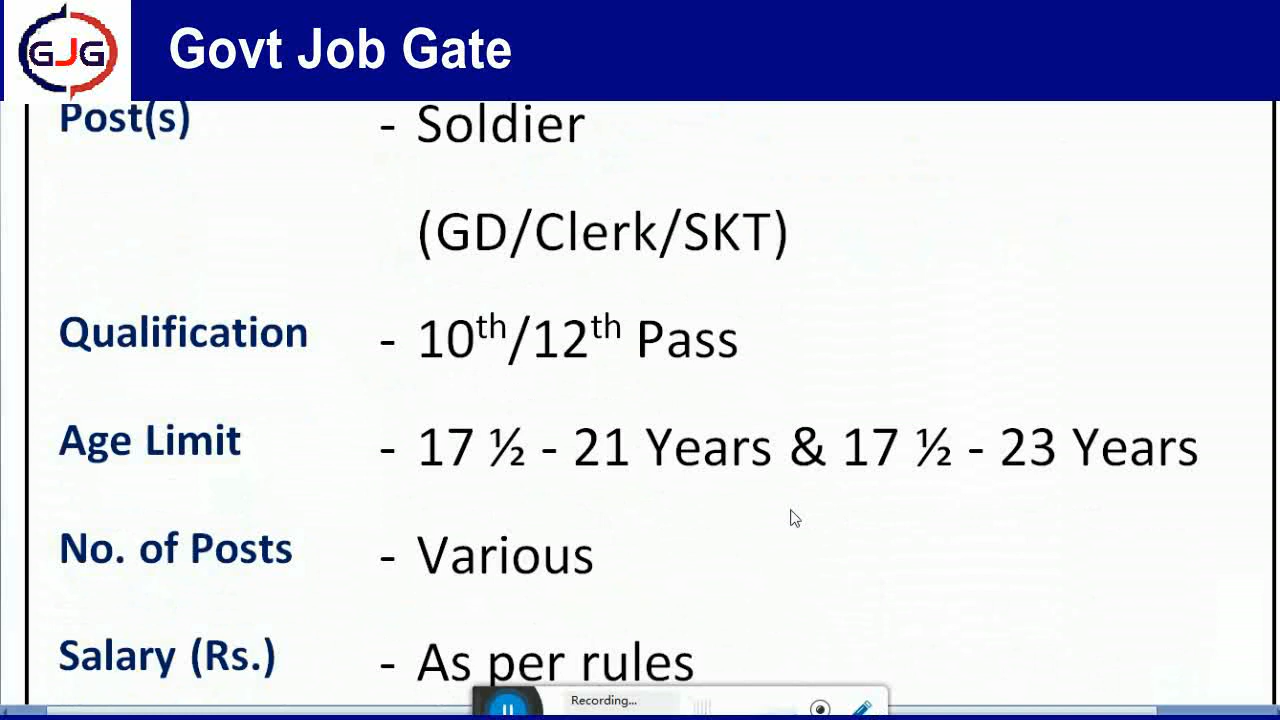 GJG
Govt Job Gate
Post(s) - Soldier
(GD/Clerk/SKT)
Qualification - 10th/12th Pass
Age Limit - 17 ½ - 21 Years & 17 ½ - 23 Years
No. of Posts - Various
Salary (Rs.) - As per rules
Recording...